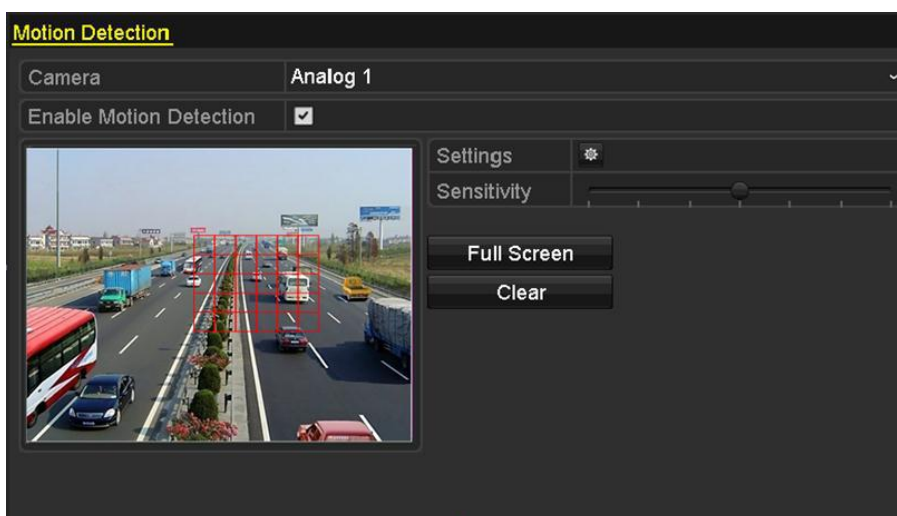 Motion Detection
Camera Analog 1
Enable Motion Detection
Settings
Sensitivity
Full Screen
Clear